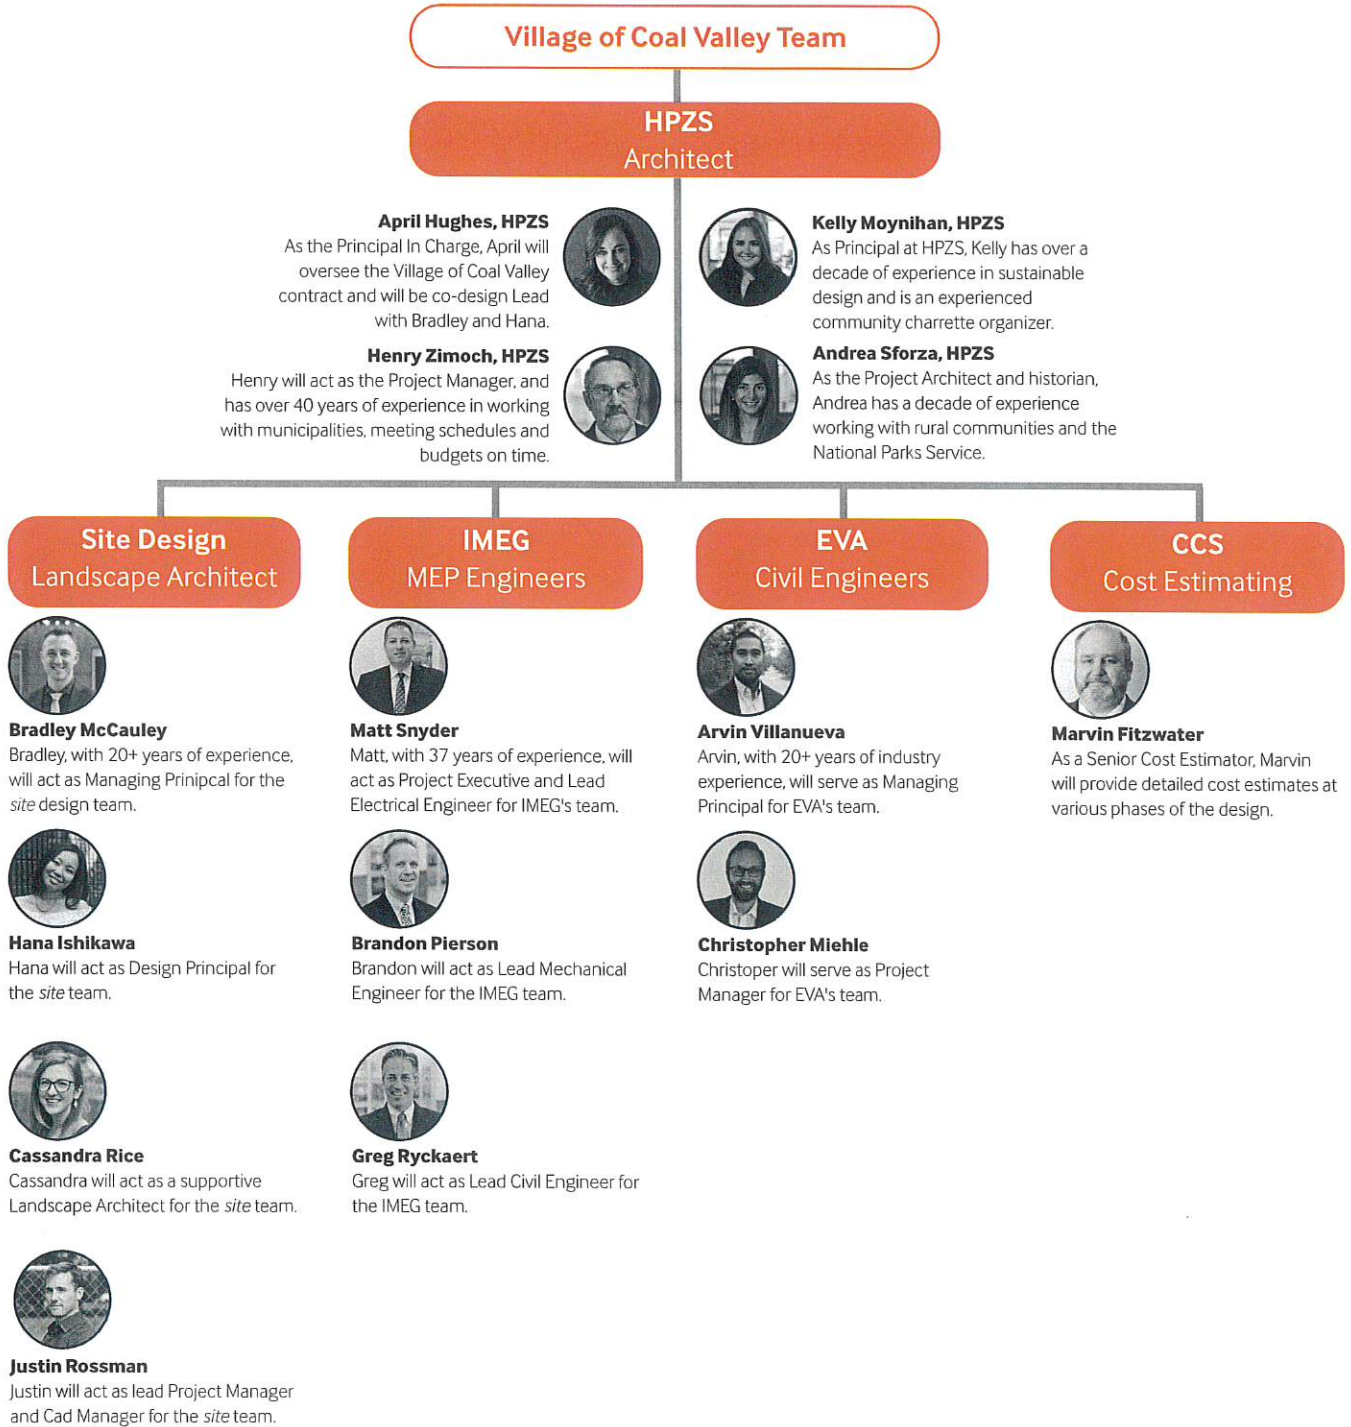 Village of Coal Valley Team
HPZS
Architect
April Hughes, HPZS
As the Principal In Charge, April will
oversee the Village of Coal Valley
contract and will be co-design Lead
with Bradley and Hana.
Kelly Moynihan, HPZS
As Principal at HPZS, Kelly has over a
decade of experience in sustainable
design and is an experienced
community charrette organizer.
Henry Zimoch, HPZS
Henry will act as the Project Manager, and
has over 40 years of experience in working
with municipalities, meeting schedules and
budgets on time.
Andrea Sforza, HPZS
As the Project Architect and historian,
Andrea has a decade of experience
working with rural communities and the
National Parks Service.
Site Design
Landscape Architect
Bradley McCauley
Bradley, with 20+ years of experience,
will act as Managing Prinipcal for the
site design team.
Hana Ishikawa
Hana will act as Design Principal for
the site team.
Cassandra Rice
Cassandra will act as a supportive
Landscape Architect for the site team.
Justin Rossman
Justin will act as lead Project Manager
and Cad Manager for the site team.
IMEG
MEP Engineers
Matt Snyder
Matt, with 37 years of experience, will
act as Project Executive and Lead
Electrical Engineer for IMEG's team.
Brandon Pierson
Brandon will act as Lead Mechanical
Engineer for the IMEG team.
Greg Ryckaert
Greg will act as Lead Civil Engineer for
the IMEG team.
EVA
Civil Engineers
Arvin Villanueva
Arvin, with 20+ years of industry
experience, will serve as Managing
Principal for EVA's team.
Christopher Miehle
Christoper will serve as Project
Manager for EVA's team.
CCS
Cost Estimating
Marvin Fitzwater
As a Senior Cost Estimator, Marvin
will provide detailed cost estimates at
various phases of the design.